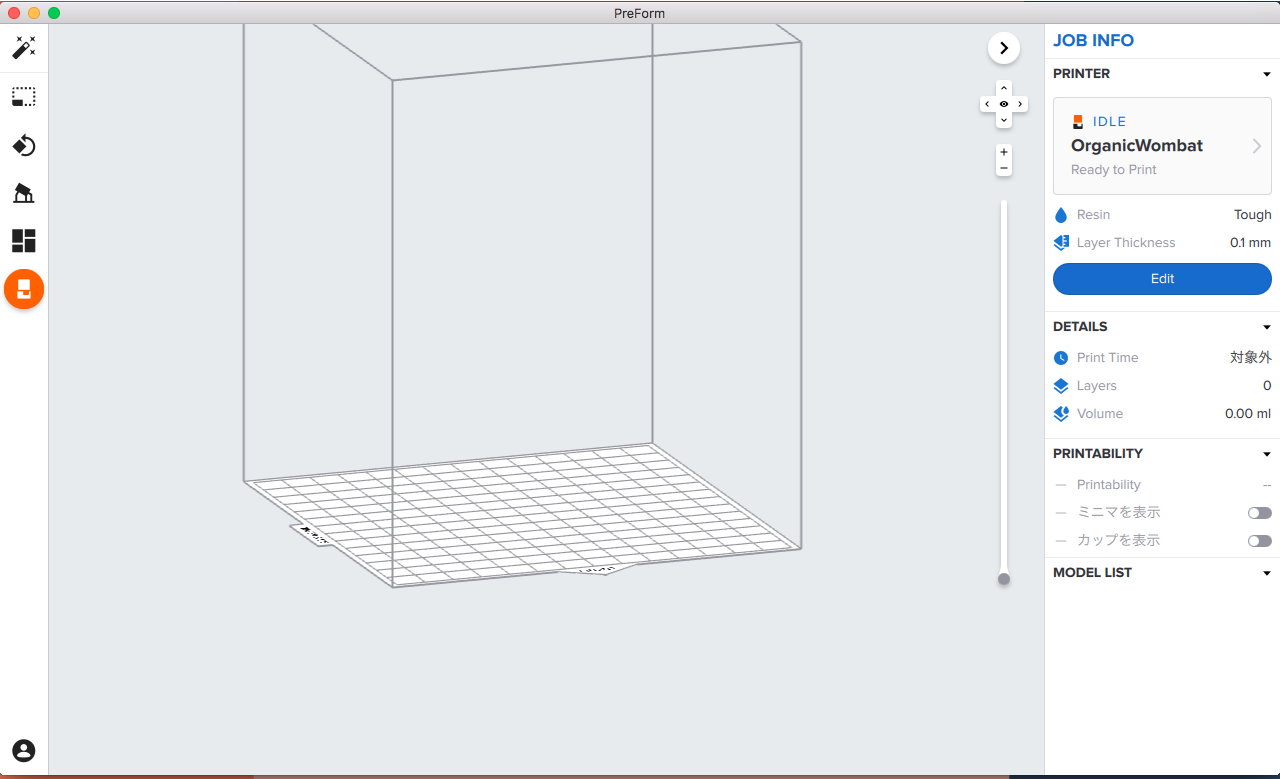 PreForm
JOB INFO
PRINTER
IDLE
OrganicWombat
Ready to Print
Resin Tough
Layer Thickness 0.1 mm
Edit
DETAILS
Print Time 対象外
Layers 0
Volume 0.00 ml
PRINTABILITY
Printability --
ミニマを表示
カップを表示
MODEL LIST